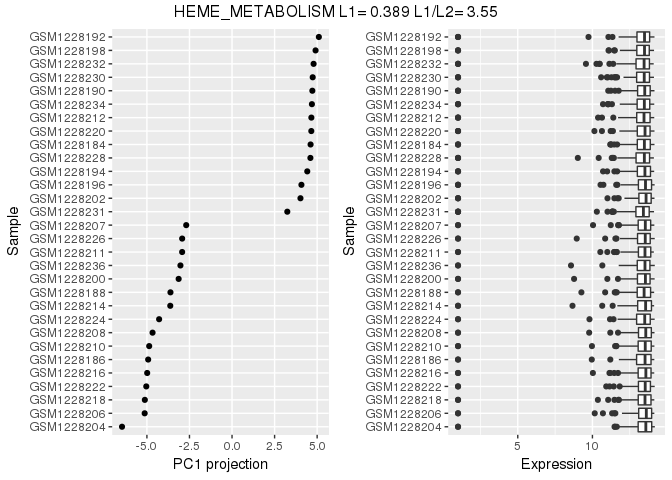 HEME_METABOLISM L1= 0.389 L1/L2= 3.55
Sample
GSM1228192
GSM1228198
GSM1228232
GSM1228230
GSM1228190
GSM1228234
GSM1228212
GSM1228220
GSM1228184
GSM1228228
GSM1228194
GSM1228196
GSM1228202
GSM1228231
GSM1228207
GSM1228226
GSM1228211
GSM1228236
GSM1228200
GSM1228188
GSM1228214
GSM1228224
GSM1228208
GSM1228210
GSM1228186
GSM1228216
GSM1228222
GSM1228218
GSM1228206
GSM1228204
-5.0 -2.5 0.0 2.5 5.0
PC1 projection
Sample
GSM1228192
GSM1228198
GSM1228232
GSM1228230
GSM1228190
GSM1228234
GSM1228212
GSM1228220
GSM1228184
GSM1228228
GSM1228194
GSM1228196
GSM1228202
GSM1228231
GSM1228207
GSM1228226
GSM1228211
GSM1228236
GSM1228200
GSM1228188
GSM1228214
GSM1228224
GSM1228208
GSM1228210
GSM1228186
GSM1228216
GSM1228222
GSM1228218
GSM1228206
GSM1228204
5 10
Expression